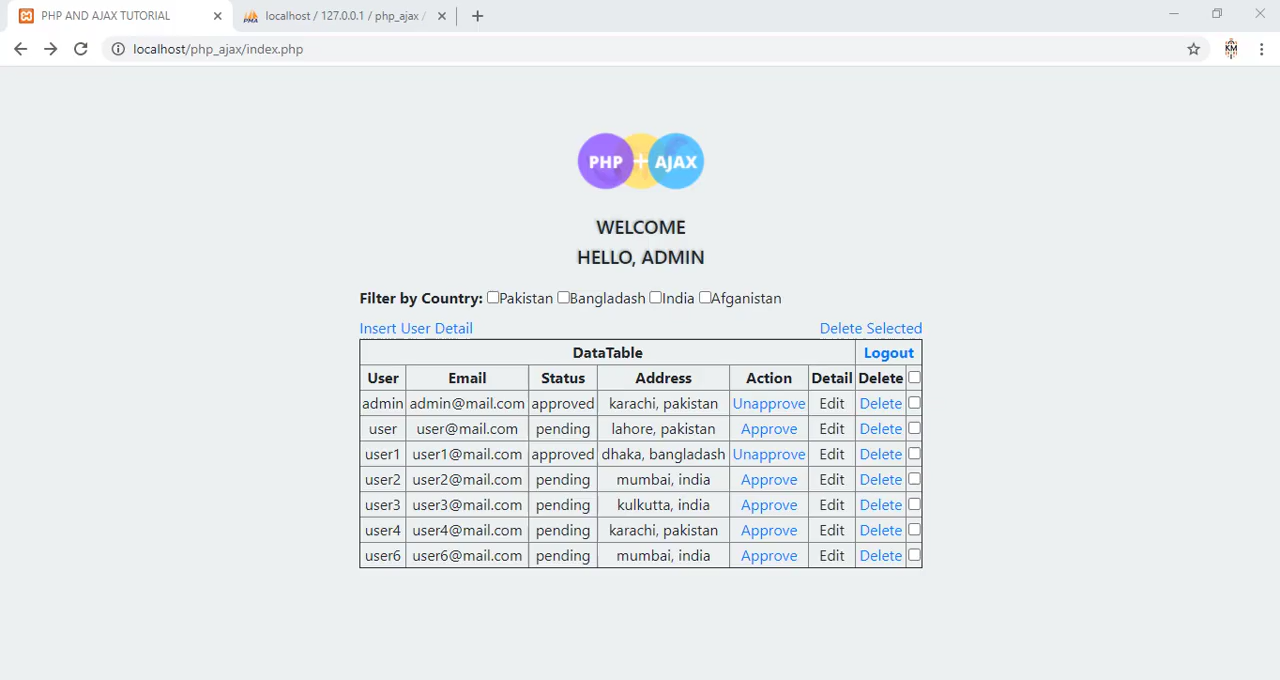 PHP AND AJAX TUTORIAL
localhost / 127.0.0.1 / php_ajax /
localhost/php_ajax/index.php
KM
PHP + AJAX
WELCOME
HELLO, ADMIN
Filter by Country: Pakistan Bangladash India Afganistan
Insert User Detail Delete Selected
DataTable Logout
User Email Status Address Action Detail Delete
admin admin@mail.com approved karachi, pakistan Unapprove Edit Delete
user user@mail.com pending lahore, pakistan Approve Edit Delete
user1 user1@mail.com approved dhaka, bangladash Unapprove Edit Delete
user2 user2@mail.com pending mumbai, india Approve Edit Delete
user3 user3@mail.com pending kulkutta, india Approve Edit Delete
user4 user4@mail.com pending karachi, pakistan Approve Edit Delete
user6 user6@mail.com pending mumbai, india Approve Edit Delete